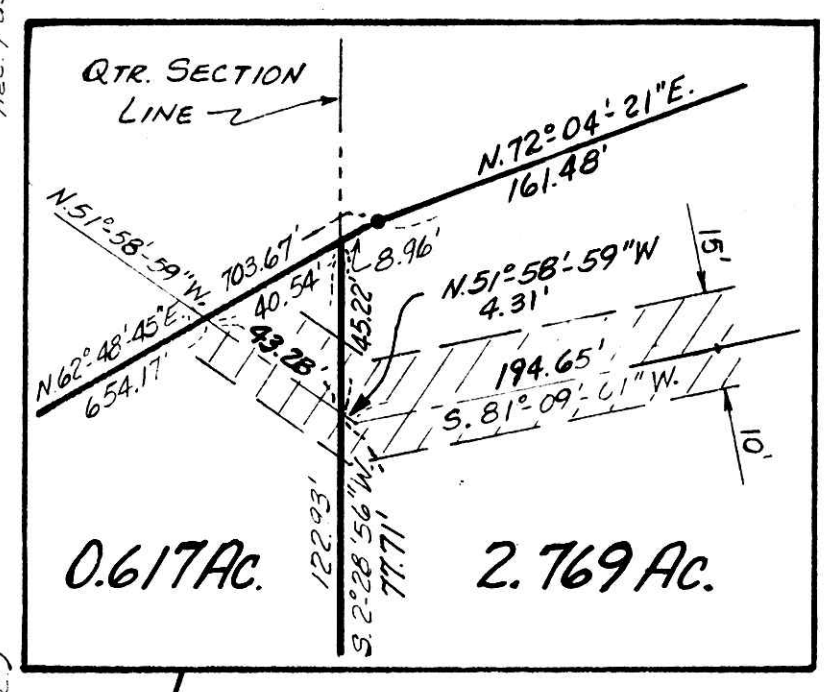 QTR. SECTION
LINE
N.72°-04'-21"E.
161.48'
N.51°-58'-59"W.
703.67'
40.54'
8.96'
N.51°-58'-59"W
4.31'
15'
45.22'
43.28'
N.62°-48'-45"E.
654.17'
194.65'
10'
122.93'
S.2°-28'56"W.
77.71'
0.617 Ac.
2.769 Ac.